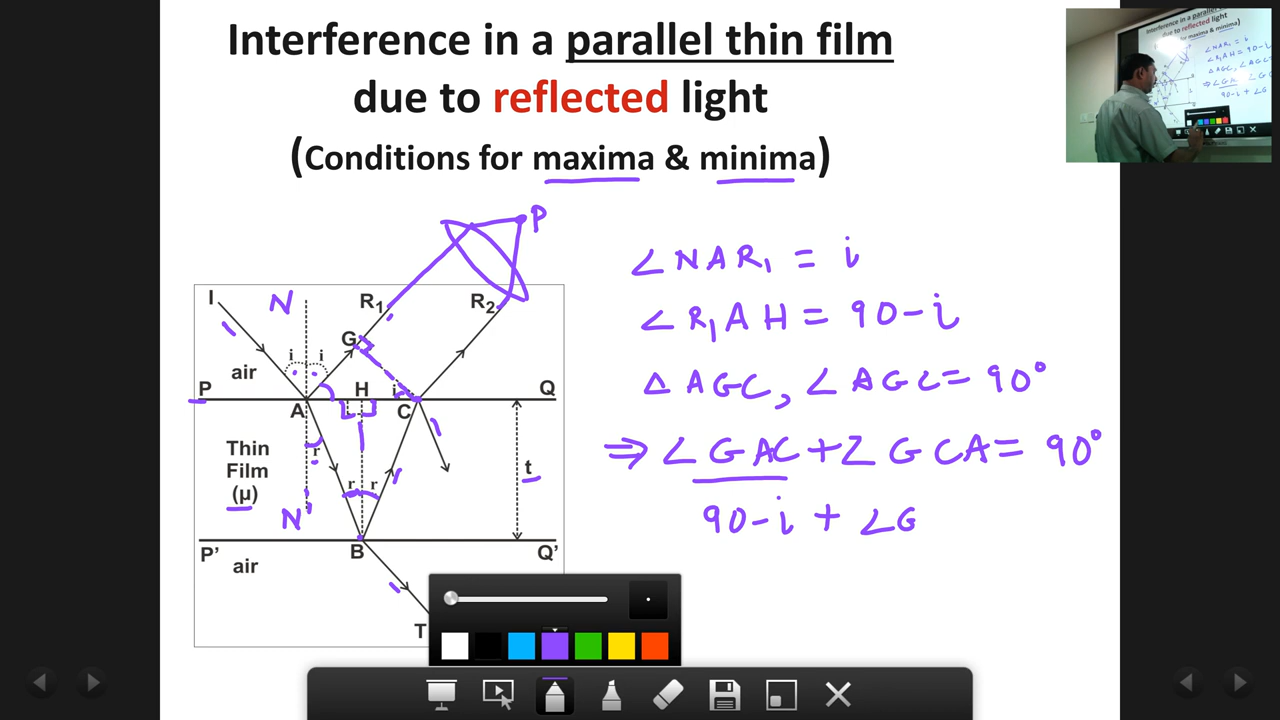 Interference in a parallel thin film
due to reflected light
(Conditions for maxima & minima)
P
I
N
R₁
R₂
G
i
i
air
P
H
i
Q
A
C
Thin
Film
(μ)
r
r
r
t
N'
P'
air
B
Q'
T
∠NAR₁ = i
∠R₁AH = 90-i
△AGC, ∠AGC = 90°
⇒ ∠GAC + ∠GCA = 90°
90-i + ∠G